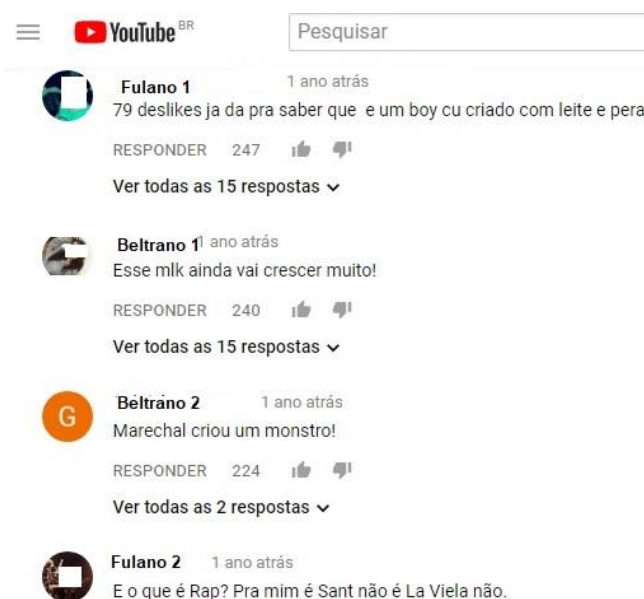 YouTube BR Pesquisar
Fulano 1 1 ano atrás
79 deslikes ja da pra saber que e um boy cu criado com leite e pera
RESPONDER 247
Ver todas as 15 respostas
Beltrano 1 1 ano atrás
Esse mlk ainda vai crescer muito!
RESPONDER 240
Ver todas as 15 respostas
G
Beltrano 2 1 ano atrás
Marechal criou um monstro!
RESPONDER 224
Ver todas as 2 respostas
Fulano 2 1 ano atrás
E o que é Rap? Pra mim é Sant não é La Viela não.